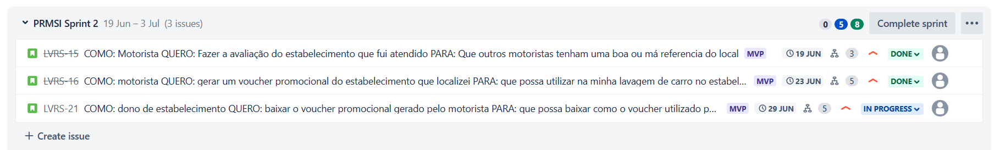 PRMSI Sprint 2 19 Jun – 3 Jul (3 issues) 0 5 8 Complete sprint •••
LVRS-15 COMO: Motorista QUERO: Fazer a avaliação do estabelecimento que fui atendido PARA: Que outros motoristas tenham uma boa ou má referencia do local MVP 19 JUN 3 DONE
LVRS-16 COMO: motorista QUERO: gerar um voucher promocional do estabelecimento que localizei PARA: que possa utilizar na minha lavagem de carro no estabel... MVP 23 JUN 5 DONE
LVRS-21 COMO: dono de estabelecimento QUERO: baixar o voucher promocional gerado pelo motorista PARA: que possa baixar como o voucher utilizado p... MVP 29 JUN 5 IN PROGRESS
+ Create issue